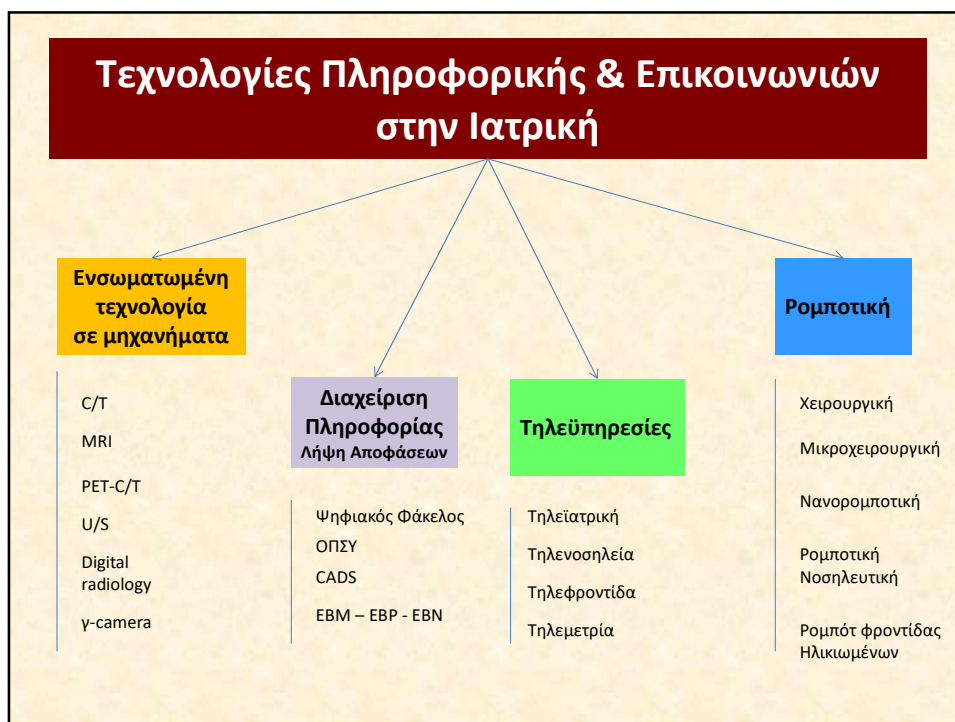 Τεχνολογίες Πληροφορικής & Επικοινωνιών
στην Ιατρική
Ενσωματωμένη
τεχνολογία
σε μηχανήματα
C/T
MRI
PET-C/T
U/S
Digital
radiology
γ-camera
Διαχείριση
Πληροφορίας
Λήψη Αποφάσεων
Ψηφιακός Φάκελος
ΟΠΣΥ
CADS
EBM – EBP - EBN
Τηλεϋπηρεσίες
Τηλεϊατρική
Τηλενοσηλεία
Τηλεφροντίδα
Τηλεμετρία
Ρομποτική
Χειρουργική
Μικροχειρουργική
Νανορομποτική
Ρομποτική
Νοσηλευτική
Ρομπότ φροντίδας
Ηλικιωμένων